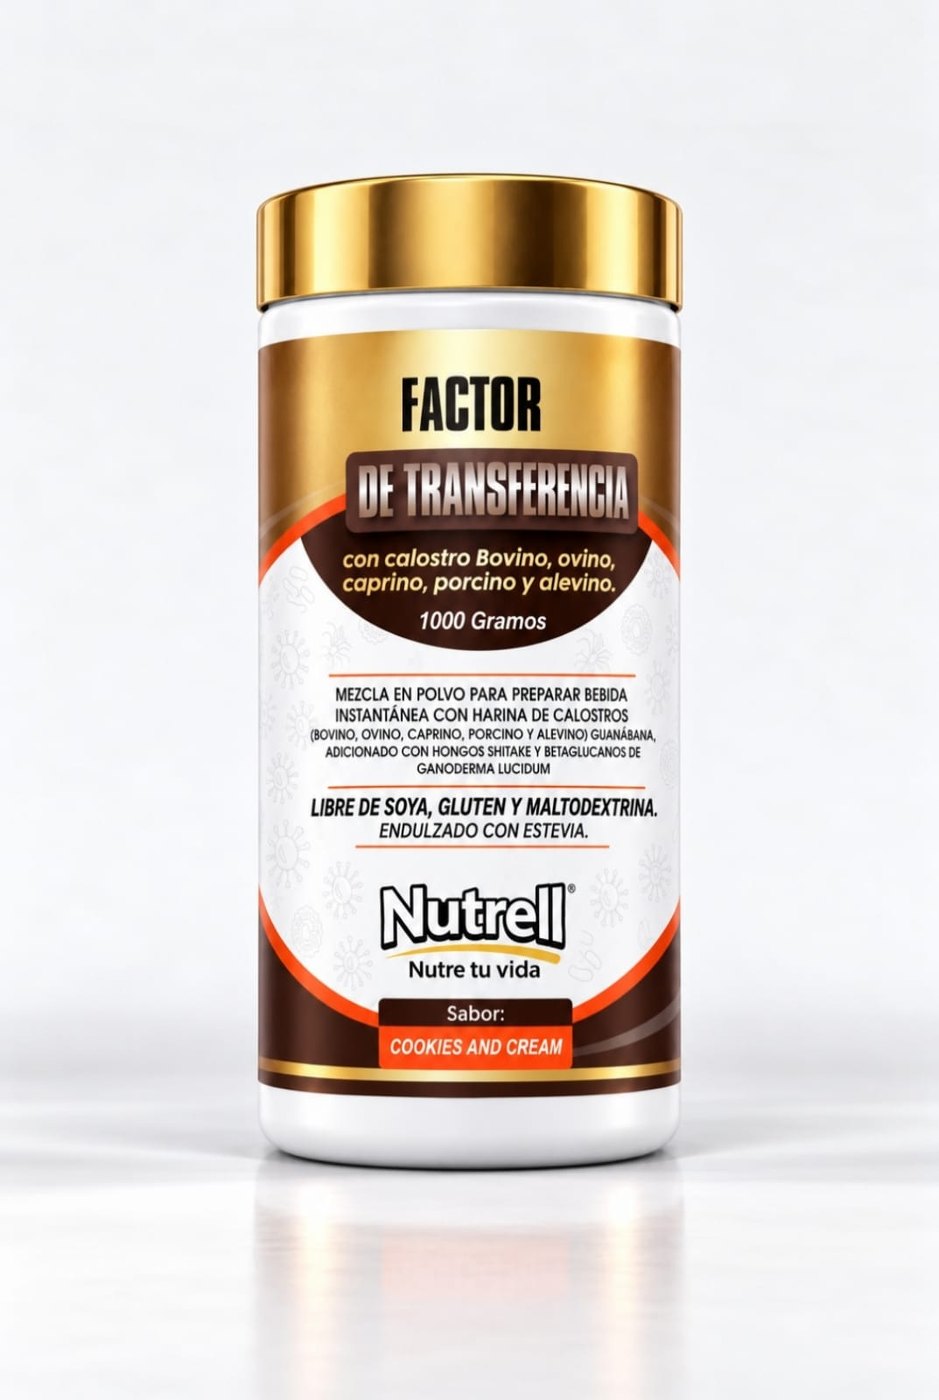 FACTOR
DE TRANSFERENCIA
con calostro Bovino, ovino,
caprino, porcino y alevino.
1000 Gramos
MEZCLA EN POLVO PARA PREPARAR BEBIDA
INSTANTÁNEA CON HARINA DE CALOSTROS
(BOVINO, OVINO, CAPRINO, PORCINO Y ALEVINO) GUANÁBANA,
ADICIONADO CON HONGOS SHITAKE Y BETAGLUCANOS DE
GANODERMA LUCIDUM
LIBRE DE SOYA, GLUTEN Y MALTODEXTRINA.
ENDULZADO CON ESTEVIA.
Nutrell®
Nutre tu vida
Sabor:
COOKIES AND CREAM